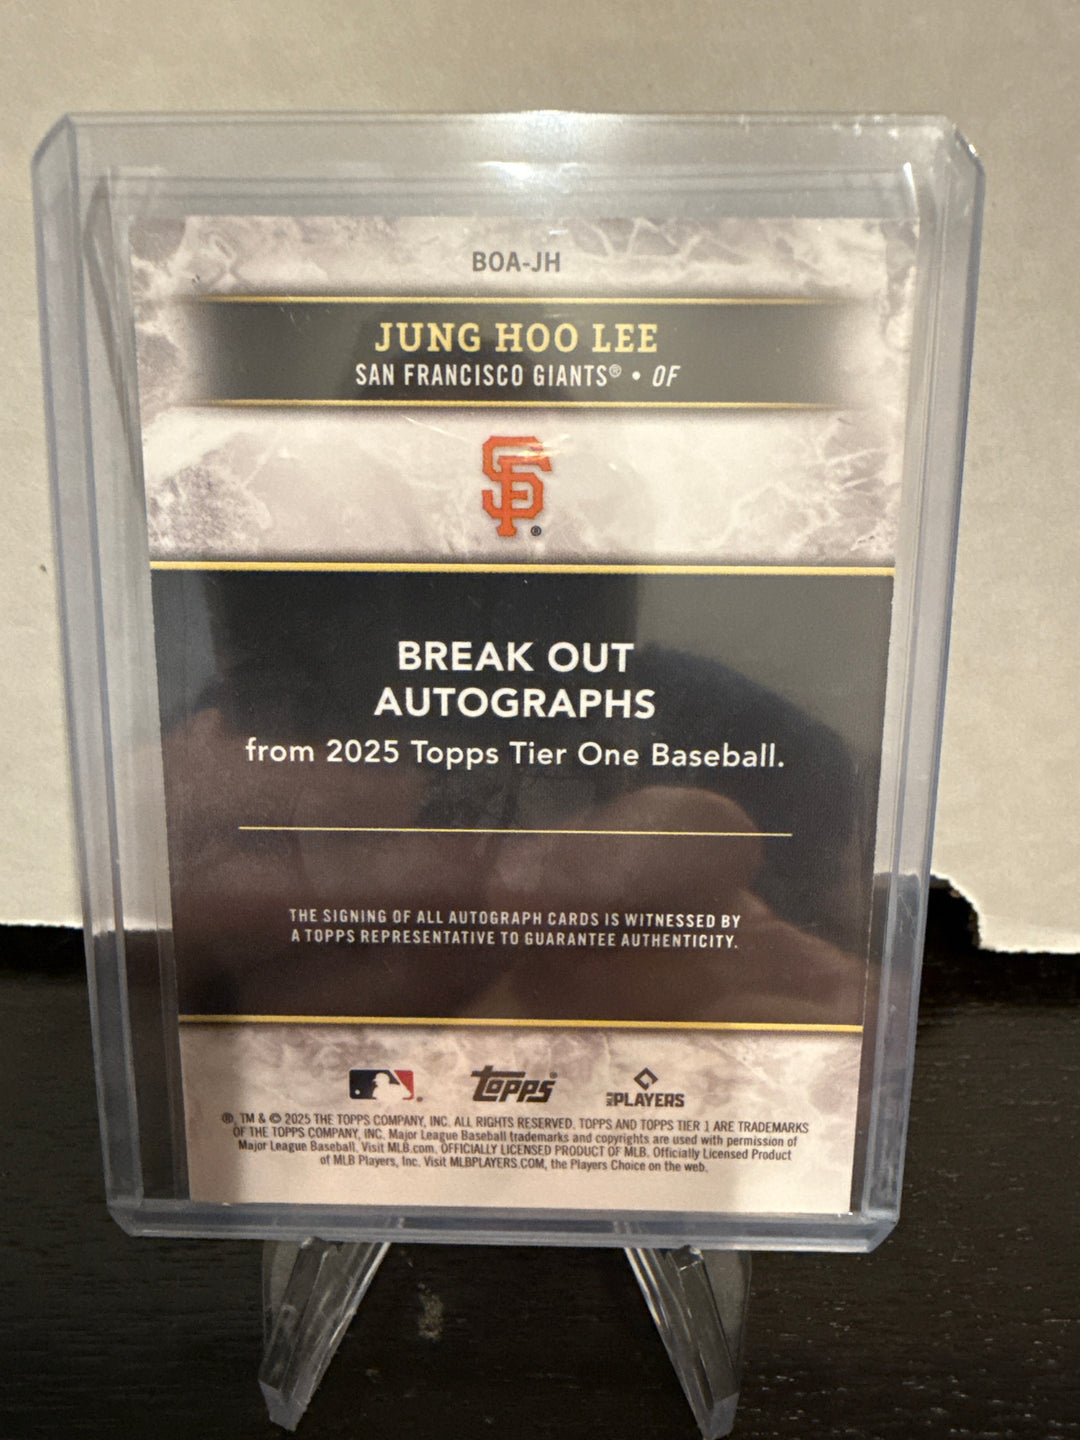 BOA-JH
JUNG HOO LEE
SAN FRANCISCO GIANTS® • OF
SF®
BREAK OUT
AUTOGRAPHS
from 2025 Topps Tier One Baseball.
THE SIGNING OF ALL AUTOGRAPH CARDS IS WITNESSED BY
A TOPPS REPRESENTATIVE TO GUARANTEE AUTHENTICITY.
Topps® MLB PLAYERS
®, TM & © 2025 THE TOPPS COMPANY, INC. ALL RIGHTS RESERVED. TOPPS AND TOPPS TIER 1 ARE TRADEMARKS
OF THE TOPPS COMPANY, INC. Major League Baseball trademarks and copyrights are used with permission of
Major League Baseball. Visit MLB.com. OFFICIALLY LICENSED PRODUCT OF MLB. Officially Licensed Product
of MLB Players, Inc. Visit MLBPLAYERS.COM, the Players Choice on the web.